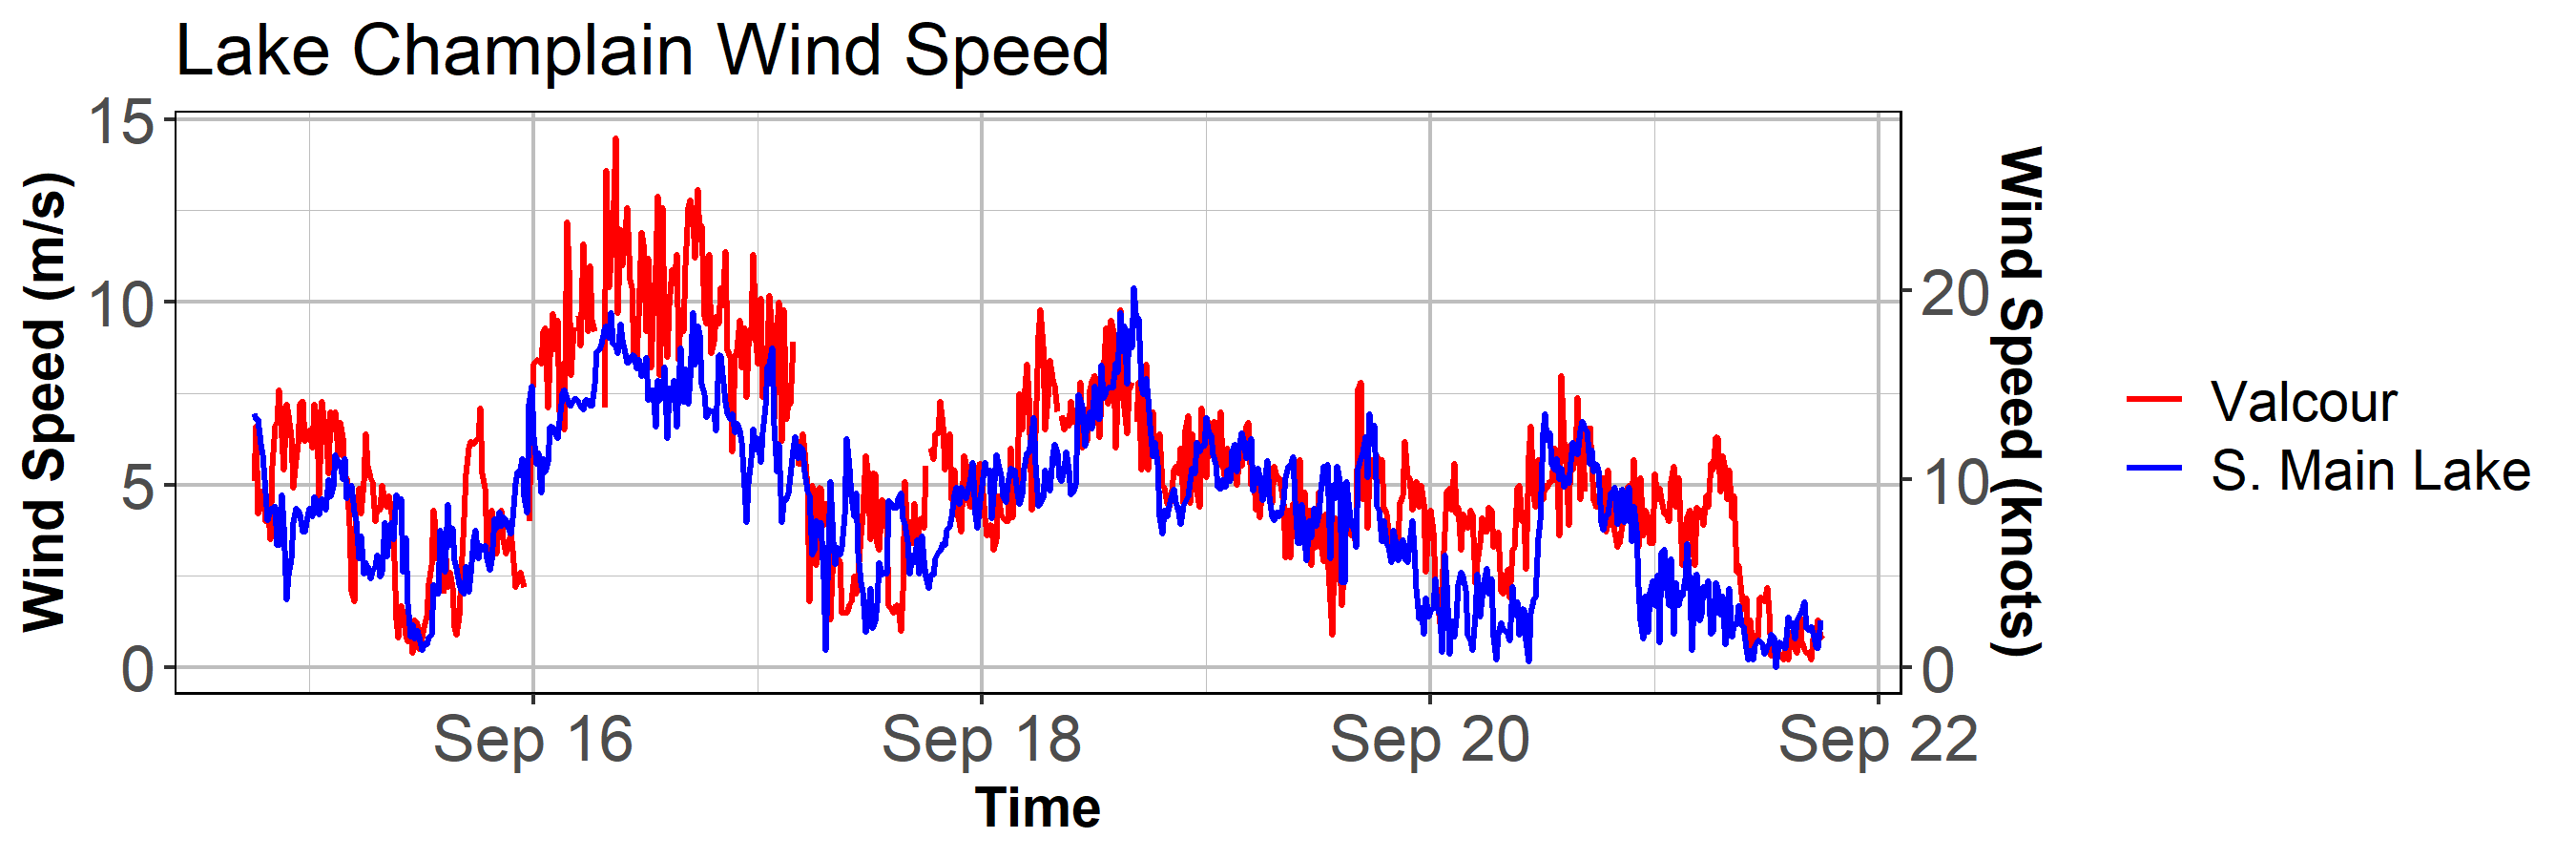 Lake Champlain Wind Speed
Wind Speed (m/s)
15
10
5
0
Wind Speed (knots)
20
10
0
Sep 16
Sep 18
Sep 20
Sep 22
Time
Valcour
S. Main Lake